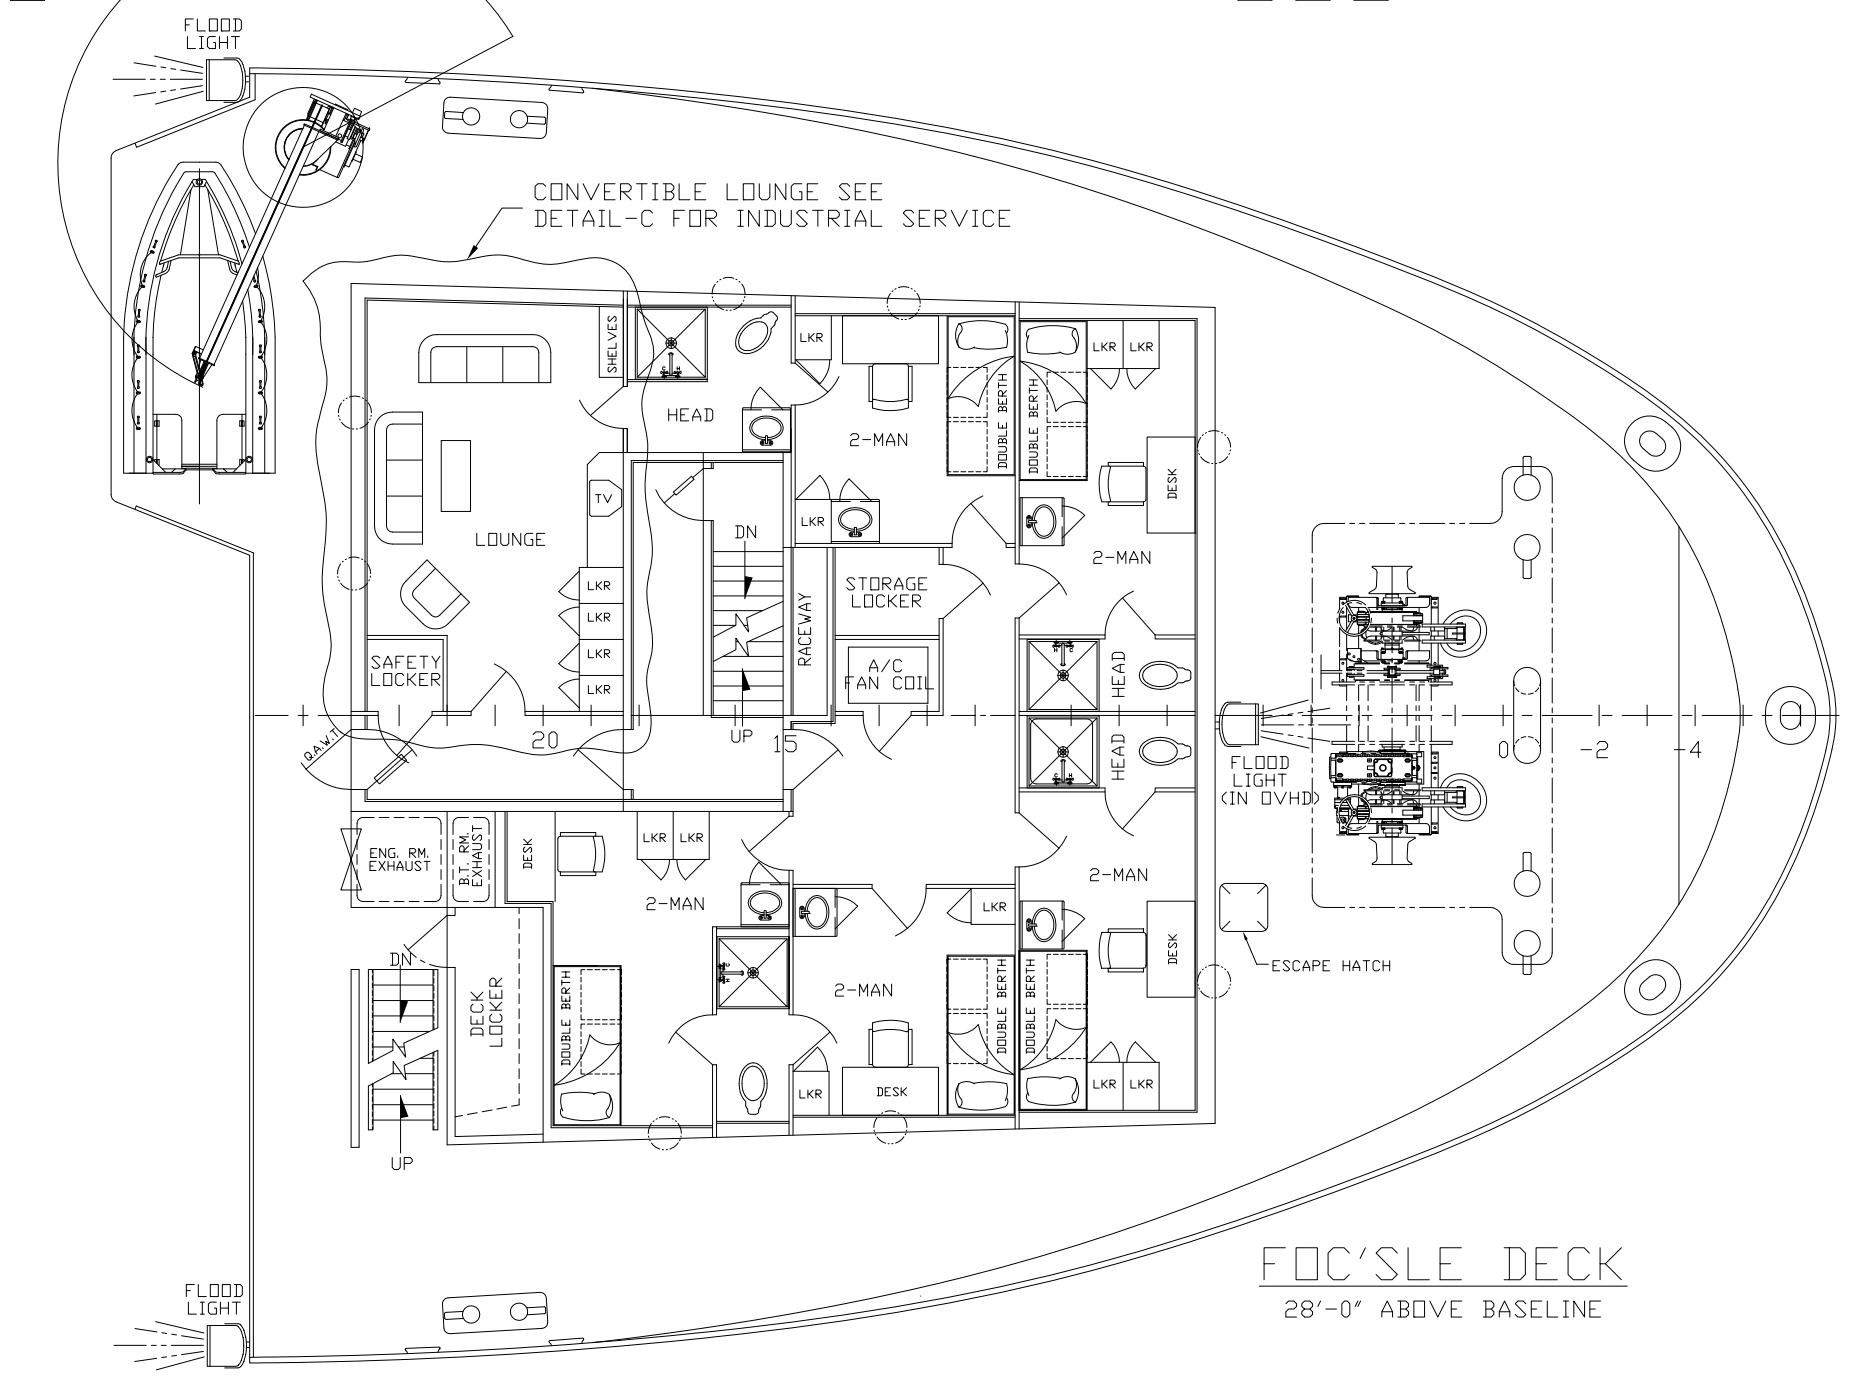 FLOOD
LIGHT
CONVERTIBLE LOUNGE SEE
DETAIL-C FOR INDUSTRIAL SERVICE
SHELVES
HEAD
LKR
2-MAN
DOUBLE BERTH
DOUBLE BERTH
LKR
LKR
DESK
TV
LOUNGE
LKR
DN
2-MAN
LKR
LKR
LKR
LKR
RACEWAY
STORAGE
LOCKER
SAFETY
LOCKER
A/C
FAN COIL
HEAD
HEAD
Q.A.W.T.
20
UP
15
0
-2
-4
FLOOD
LIGHT
(IN OVHD)
ENG. RM.
EXHAUST
B.T. RM.
EXHAUST
DESK
LKR
LKR
2-MAN
LKR
2-MAN
DESK
ESCAPE HATCH
DN
DECK
LOCKER
UP
DOUBLE BERTH
2-MAN
LKR
DESK
DOUBLE BERTH
DOUBLE BERTH
LKR
LKR
FLOOD
LIGHT
FOC'SLE DECK
28'-0" ABOVE BASELINE